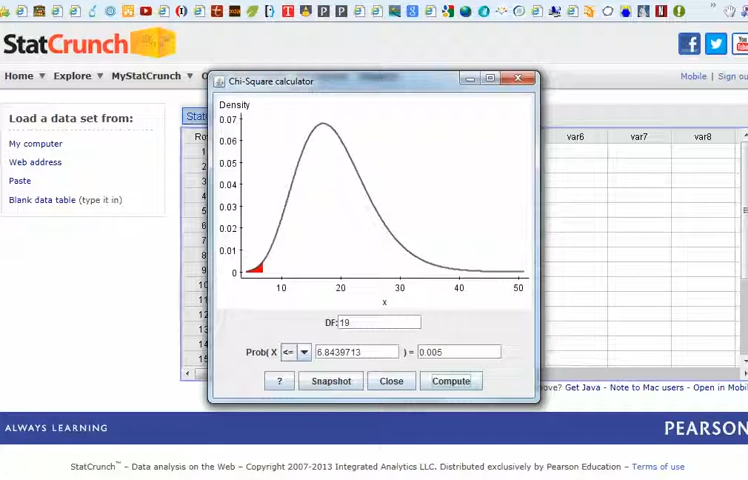 StatCrunch
Home Explore MyStatCrunch
Mobile Sign ou
Load a data set from:
My computer
Web address
Paste
Blank data table (type it in)
Chi-Square calculator
Density
0.07
0.06
0.05
0.04
0.03
0.02
0.01
0
10 20 30 40 50
x
DF: 19
Prob( X <= 6.8439713 ) = 0.005
? Snapshot Close Compute
var6 var7 var8
Get Java - Note to Mac users - Open in Mobil
ALWAYS LEARNING
PEARSON
StatCrunch™ – Data analysis on the Web – Copyright 2007-2013 Integrated Analytics LLC. Distributed exclusively by Pearson Education – Terms of use